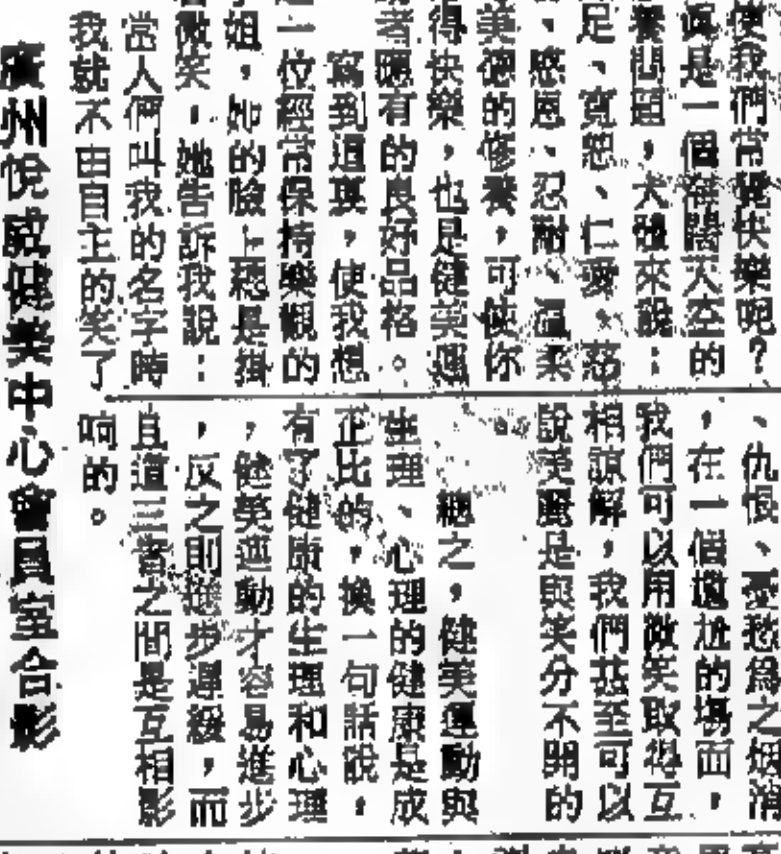 使我們常覺快樂呢？
一個海闊天空的
養問題，大體來說：
足、寬恕、仁愛、慈
、感恩、忍耐、溫柔
美德的修養，可使你
得快樂，也是健美運
者應有的良好品格。
寫到這裏，使我想
一位經常保持樂觀的
姐，她的臉上總是掛
微笑，她告訴我說：
當人們叫我的名字時
我就不由自主的笑了
、仇恨、憂愁爲之烟消
，在一個尷尬的場面，
我們可以用微笑取得互
相諒解，我們甚至可以
說美麗是與笑分不開的
總之，健美運動與
生理、心理的健康是成
正比的，換一句話說，
有了健康的生理和心理
，健美運動才容易進步
，反之則進步遲緩，而
且這三者之間是互相影
响的。
廣州悅威健美中心會員室合影